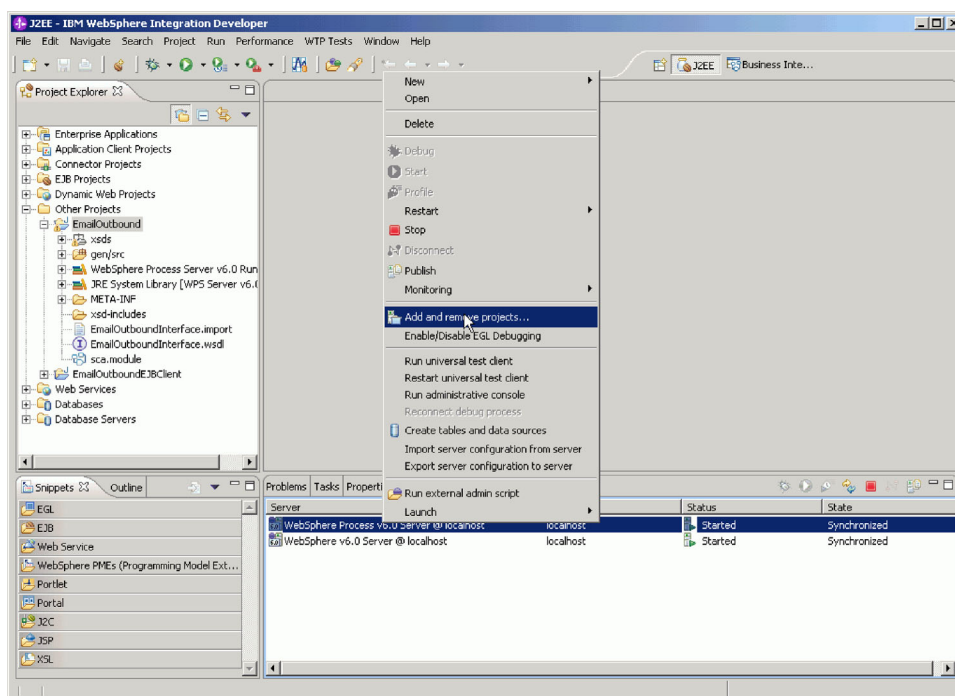 J2EE - IBM WebSphere Integration Developer
File Edit Navigate Search Project Run Performance WTP Tests Window Help
J2EE Business Inte...
Project Explorer
Enterprise Applications
Application Client Projects
Connector Projects
EJB Projects
Dynamic Web Projects
Other Projects
EmailOutbound
xsds
gen/src
WebSphere Process Server v6.0 Run
JRE System Library [WPS Server v6.(
META-INF
xsd-includes
EmailOutboundInterface.import
EmailOutboundInterface.wsdl
sca.module
EmailOutboundEJBClient
Web Services
Databases
Database Servers
New
Open
Delete
Debug
Start
Profile
Restart
Stop
Disconnect
Publish
Monitoring
Add and remove projects...
Enable/Disable EGL Debugging
Run universal test client
Restart universal test client
Run administrative console
Reconnect debug process
Create tables and data sources
Import server confguration from server
Export server configuration to server
Run external admin script
Launch
Snippets Outline
EGL
EJB
Web Service
WebSphere PMEs (Programming Model Ext...
Portlet
Portal
J2C
JSP
XSL
Problems Tasks Properti
Server Status State
WebSphere Process v6.0 Server @ localhost localhost Started Synchronized
WebSphere v6.0 Server @ localhost localhost Started Synchronized